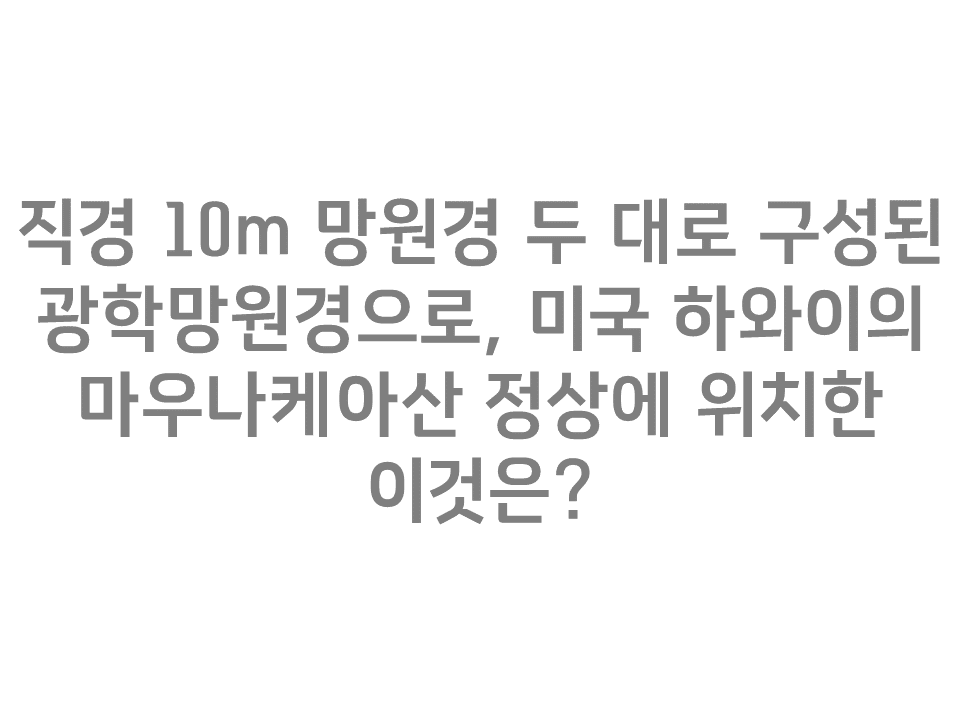 직경 10m 망원경 두 대로 구성된
광학망원경으로, 미국 하와이의
마우나케아산 정상에 위치한
이것은?